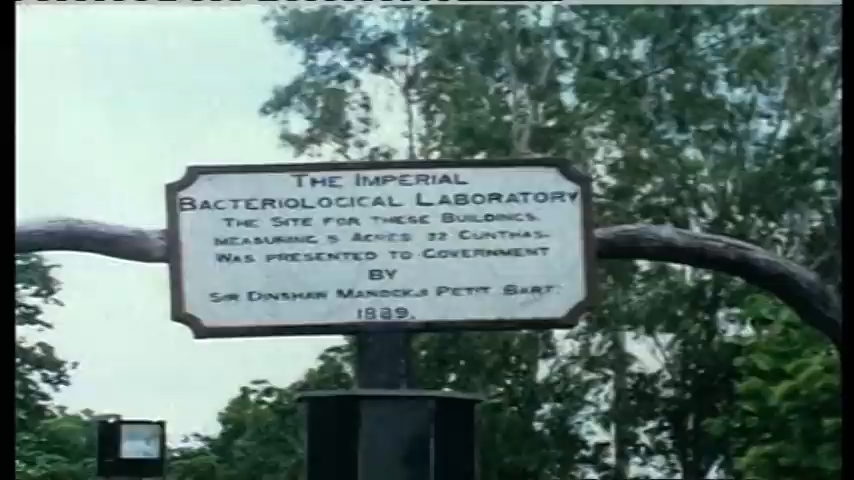 THE IMPERIAL
BACTERIOLOGICAL LABORATORY
THE SITE FOR THESE BUILDINGS
MEASURING 5 ACRES 32 GUNTHAS.
WAS PRESENTED TO GOVERNMENT
BY
SIR DINSHAW MANOCKJI PETIT BART.
1889.